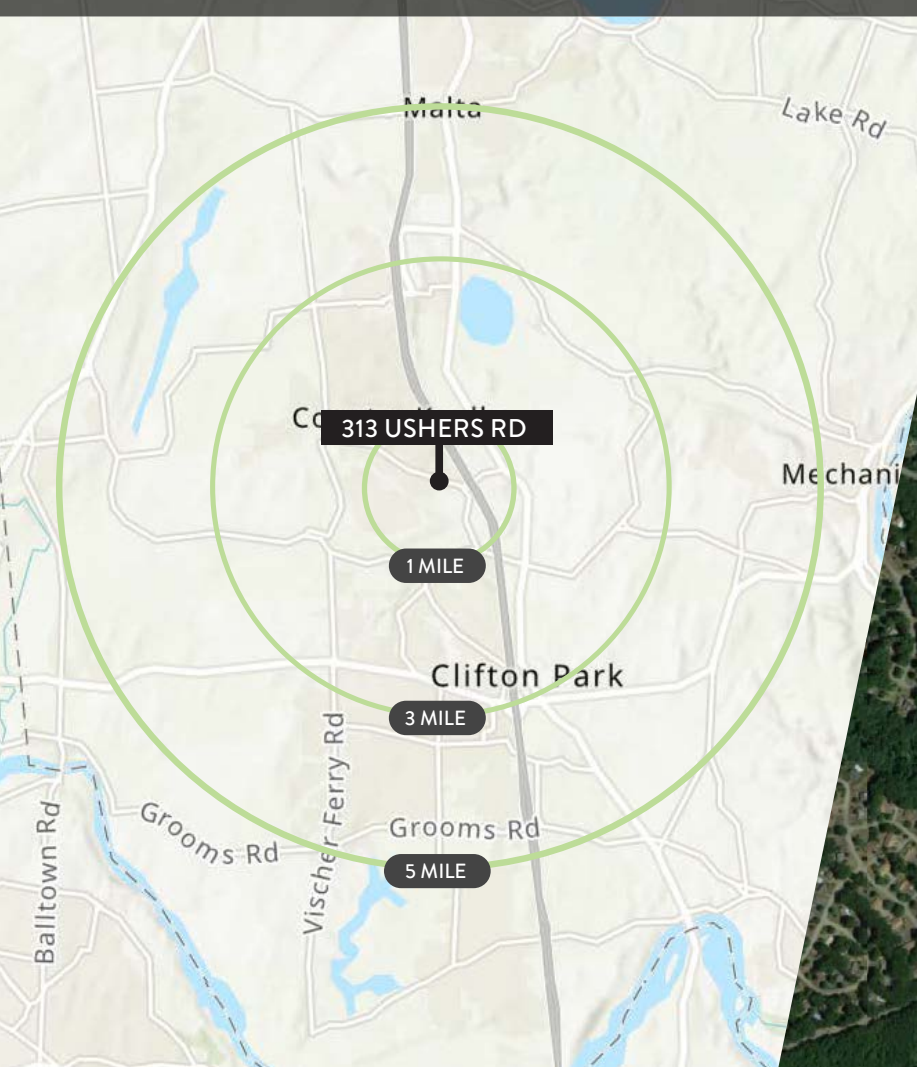 Malta
Lake Rd
313 USHERS RD
Mechani
1 MILE
Clifton Park
3 MILE
Vischer Ferry Rd
Grooms Rd
Grooms Rd
5 MILE
Balltown Rd